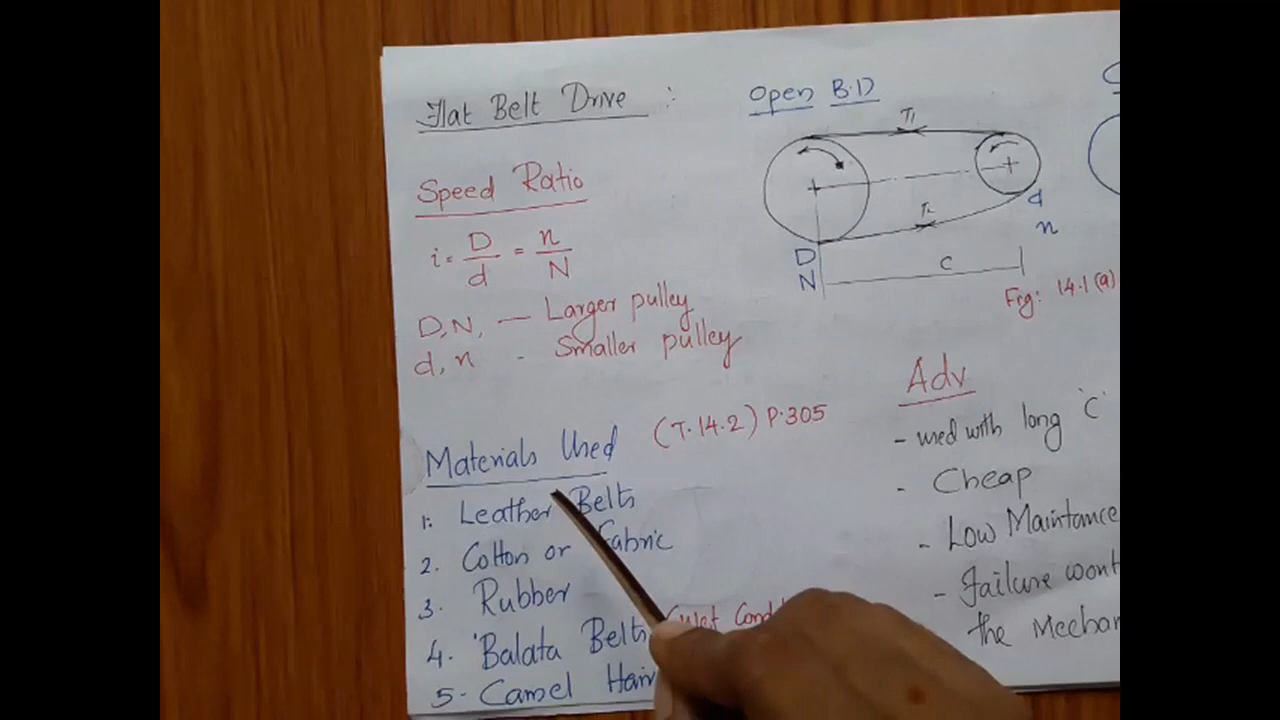 Flat Belt Drive :
Speed Ratio
i = D/d = n/N
D, N, — Larger pulley
d, n - Smaller pulley
Materials Used (T.14.2) P.305
1. Leather Belts
2. Cotton or Fabric
3. Rubber
4. Balata Belts
5- Camel Hair
Open B.D
T1
T2
d
n
D
N
C
Fig: 14.1(a)
Adv
- used with long 'C'
- Cheap
- Low Maintance
- Failure wont
the